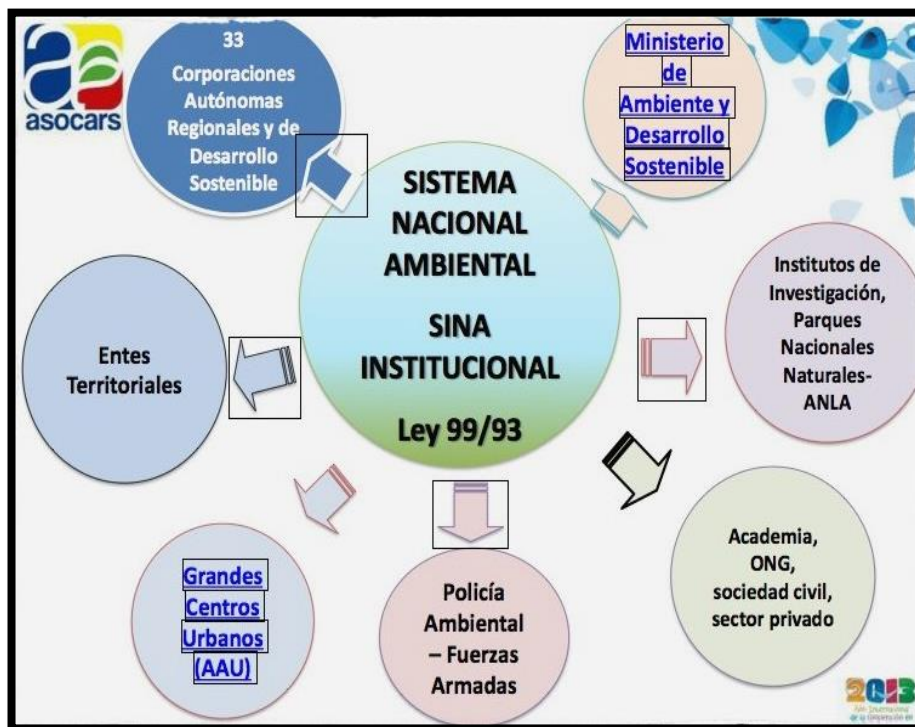 asocars
33
Corporaciones
Autónomas
Regionales y de
Desarrollo
Sostenible
Ministerio
de
Ambiente y
Desarrollo
Sostenible
SISTEMA
NACIONAL
AMBIENTAL
SINA
INSTITUCIONAL
Ley 99/93
Institutos de
Investigación,
Parques
Nacionales
Naturales-
ANLA
Entes
Territoriales
Academia,
ONG,
sociedad civil,
sector privado
Grandes
Centros
Urbanos
(AAU)
Policía
Ambiental
– Fuerzas
Armadas
2013
Año Internacional